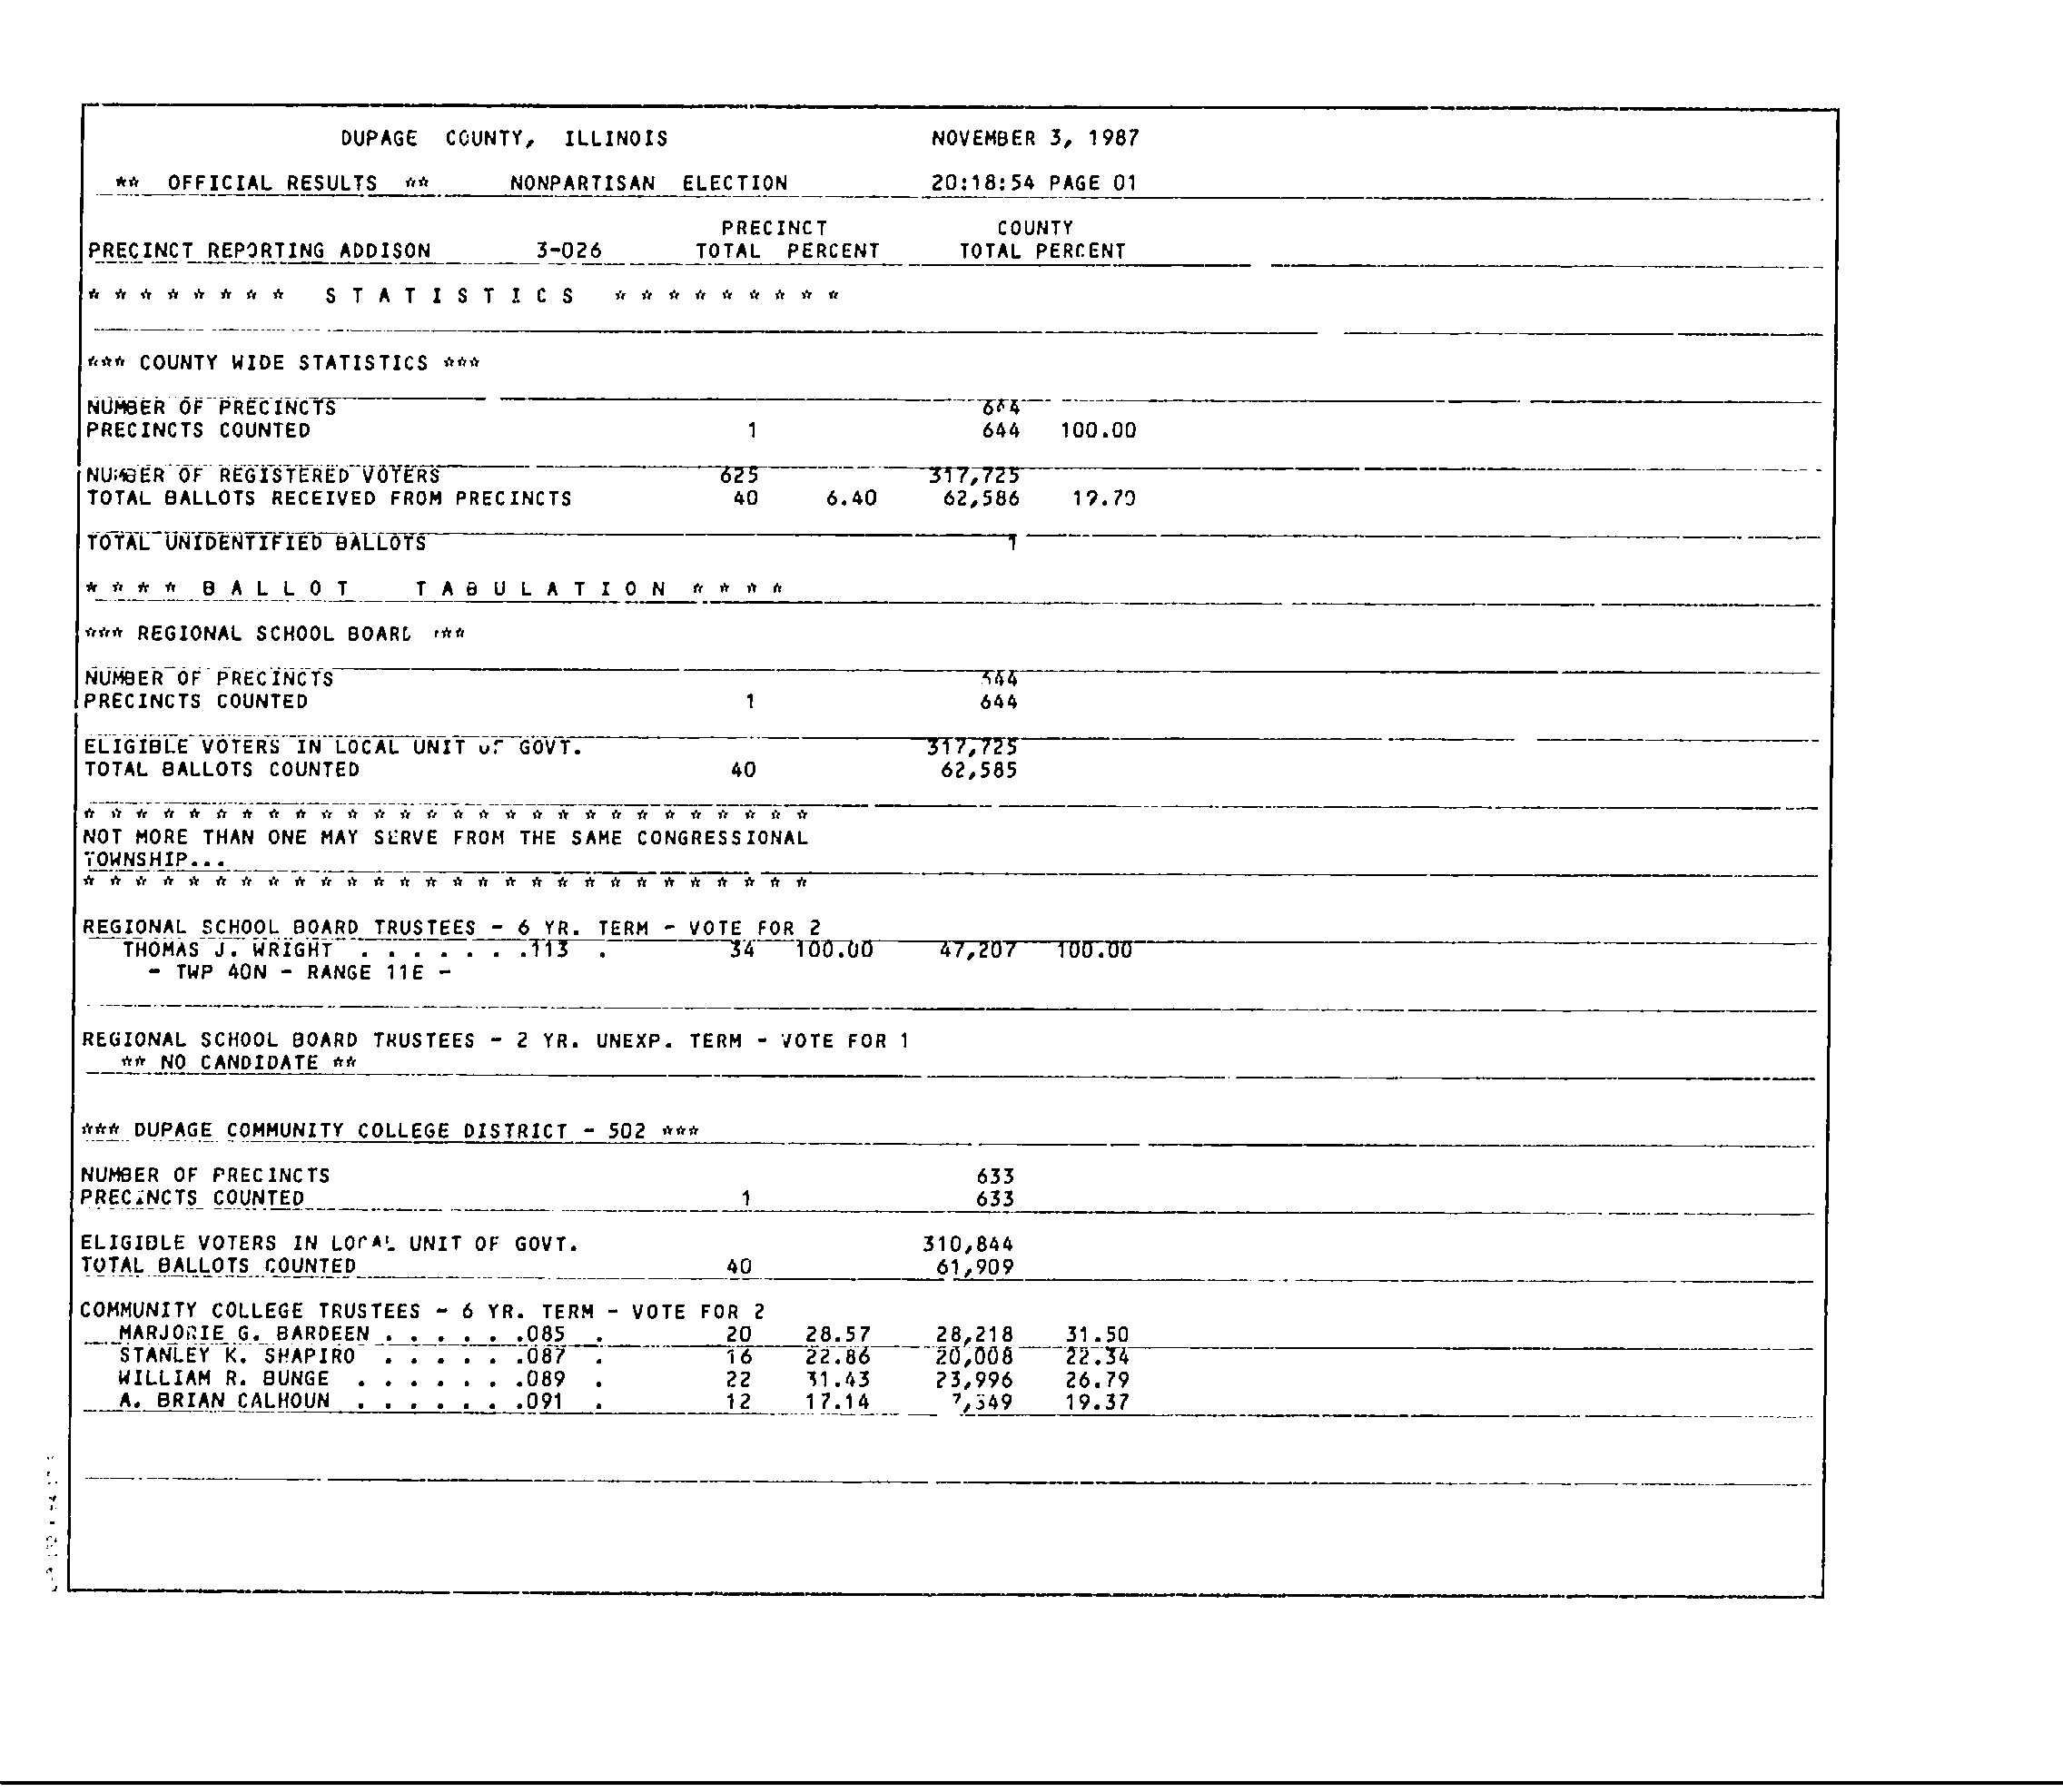 DUPAGE COUNTY, ILLINOIS NOVEMBER 3, 1987
** OFFICIAL RESULTS ** NONPARTISAN ELECTION 20:18:54 PAGE 01
PRECINCT COUNTY
PRECINCT REPORTING ADDISON 3-026 TOTAL PERCENT TOTAL PERCENT
* * * * * * * * S T A T I S T I C S * * * * * * * * *
*** COUNTY WIDE STATISTICS ***
NUMBER OF PRECINCTS 644
PRECINCTS COUNTED 1 644 100.00
NUMBER OF REGISTERED VOTERS 625 317,725
TOTAL BALLOTS RECEIVED FROM PRECINCTS 40 6.40 62,586 19.70
TOTAL UNIDENTIFIED BALLOTS 1
* * * * B A L L O T T A B U L A T I O N * * * *
*** REGIONAL SCHOOL BOARD ***
NUMBER OF PRECINCTS 644
PRECINCTS COUNTED 1 644
ELIGIBLE VOTERS IN LOCAL UNIT OF GOVT. 317,725
TOTAL BALLOTS COUNTED 40 62,585
* * * * * * * * * * * * * * * * * * * * * * * * * * * *
NOT MORE THAN ONE MAY SERVE FROM THE SAME CONGRESSIONAL
TOWNSHIP...
* * * * * * * * * * * * * * * * * * * * * * * * * * * *
REGIONAL SCHOOL BOARD TRUSTEES - 6 YR. TERM - VOTE FOR 2
THOMAS J. WRIGHT . . . . . . .113 . 34 100.00 47,207 100.00
- TWP 40N - RANGE 11E -
REGIONAL SCHOOL BOARD TRUSTEES - 2 YR. UNEXP. TERM - VOTE FOR 1
** NO CANDIDATE **
*** DUPAGE COMMUNITY COLLEGE DISTRICT - 502 ***
NUMBER OF PRECINCTS 633
PRECINCTS COUNTED 1 633
ELIGIBLE VOTERS IN LOCAL UNIT OF GOVT. 310,844
TOTAL BALLOTS COUNTED 40 61,909
COMMUNITY COLLEGE TRUSTEES - 6 YR. TERM - VOTE FOR 2
MARJORIE G. BARDEEN . . . . . .085 . 20 28.57 28,218 31.50
STANLEY K. SHAPIRO . . . . . .087 . 16 22.86 20,008 22.34
WILLIAM R. BUNGE . . . . . . .089 . 22 31.43 23,996 26.79
A. BRIAN CALHOUN . . . . . . .091 . 12 17.14 19.37